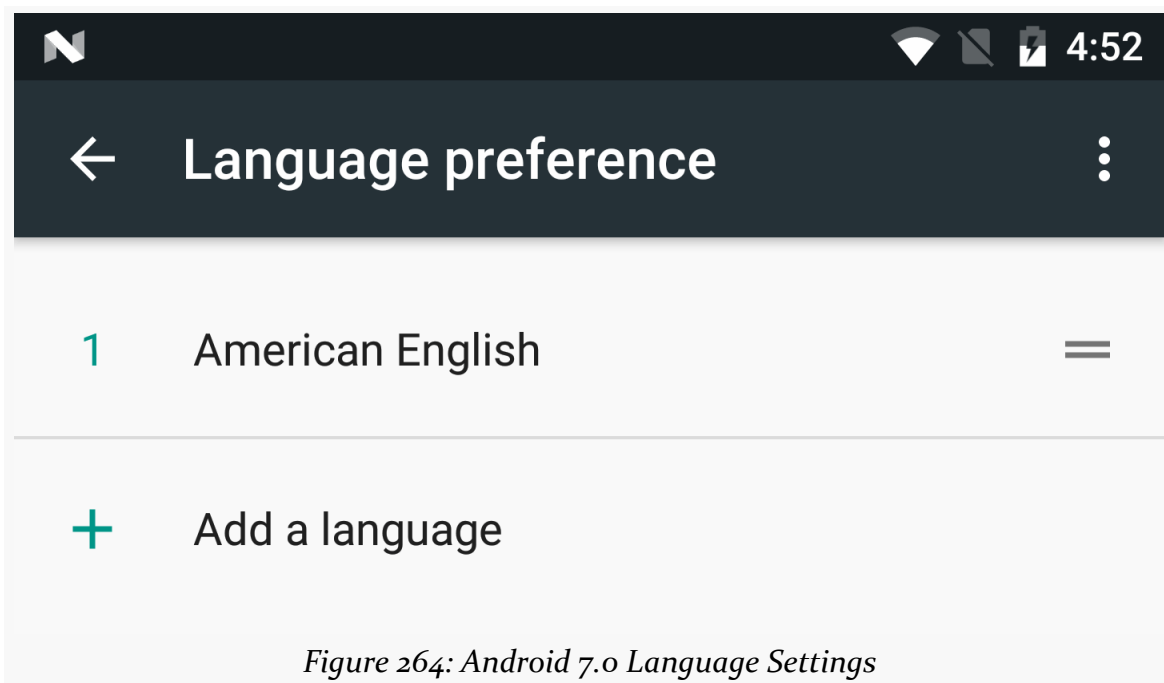 4:52
Language preference
1 American English
Add a language
Figure 264: Android 7.0 Language Settings